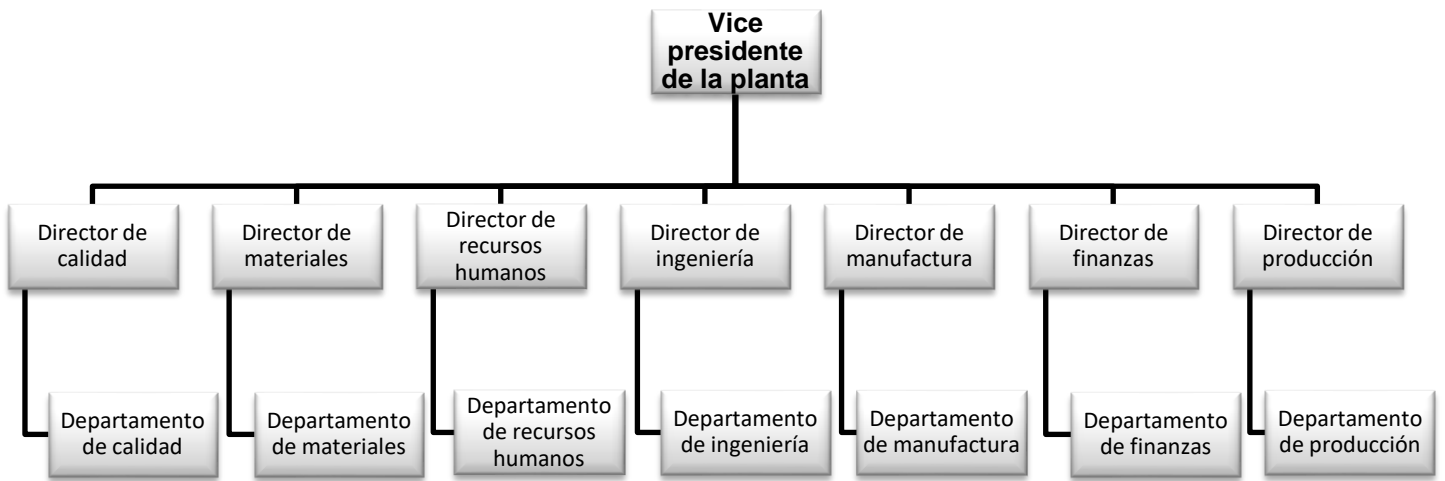 Vice
presidente
de la planta
Director de
calidad
Director de
materiales
Director de
recursos
humanos
Director de
ingeniería
Director de
manufactura
Director de
finanzas
Director de
producción
Departamento
de calidad
Departamento
de materiales
Departamento
de recursos
humanos
Departamento
de ingeniería
Departamento
de manufactura
Departamento
de finanzas
Departamento
de producción